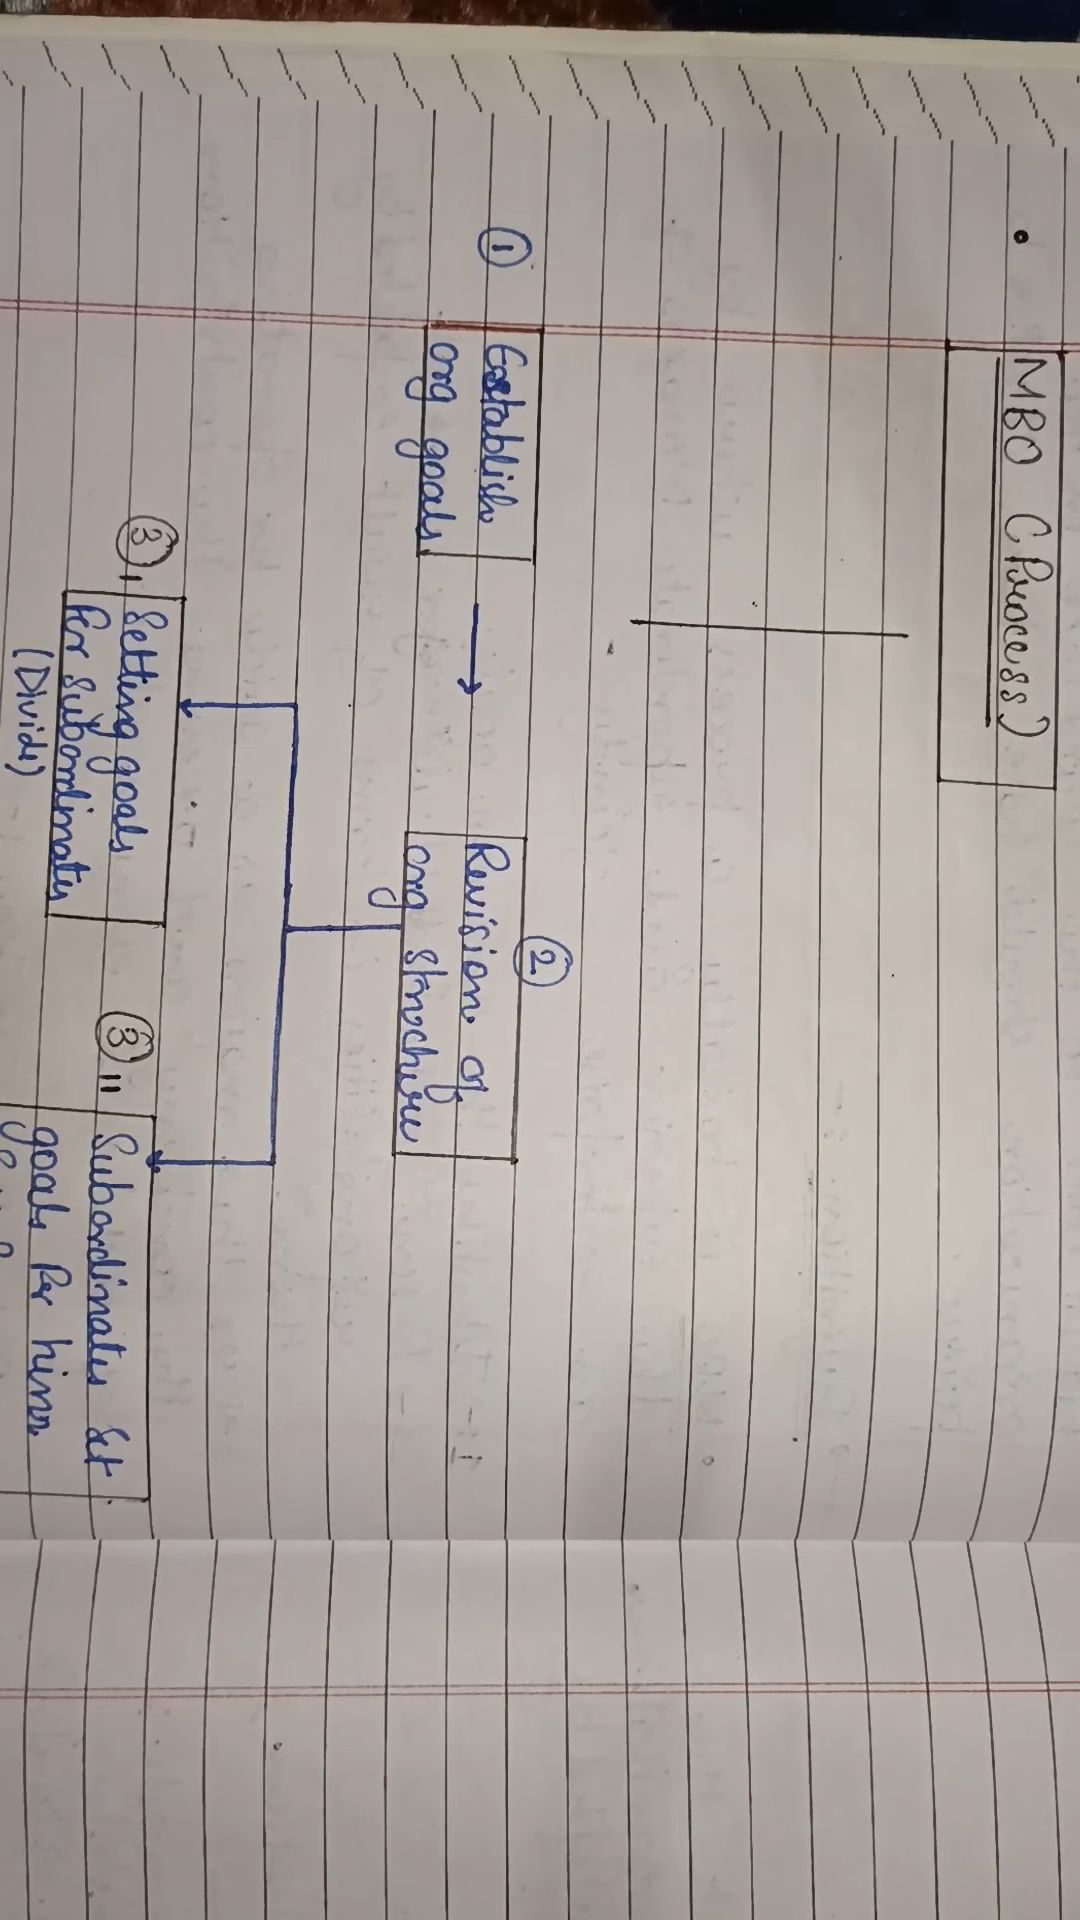 • MBO (Process)
① Establish
org goals
②
Revision of
org structure
③ i
Setting goals
for subordinates
(Divide)
③ ii
Subordinates set
goals for him